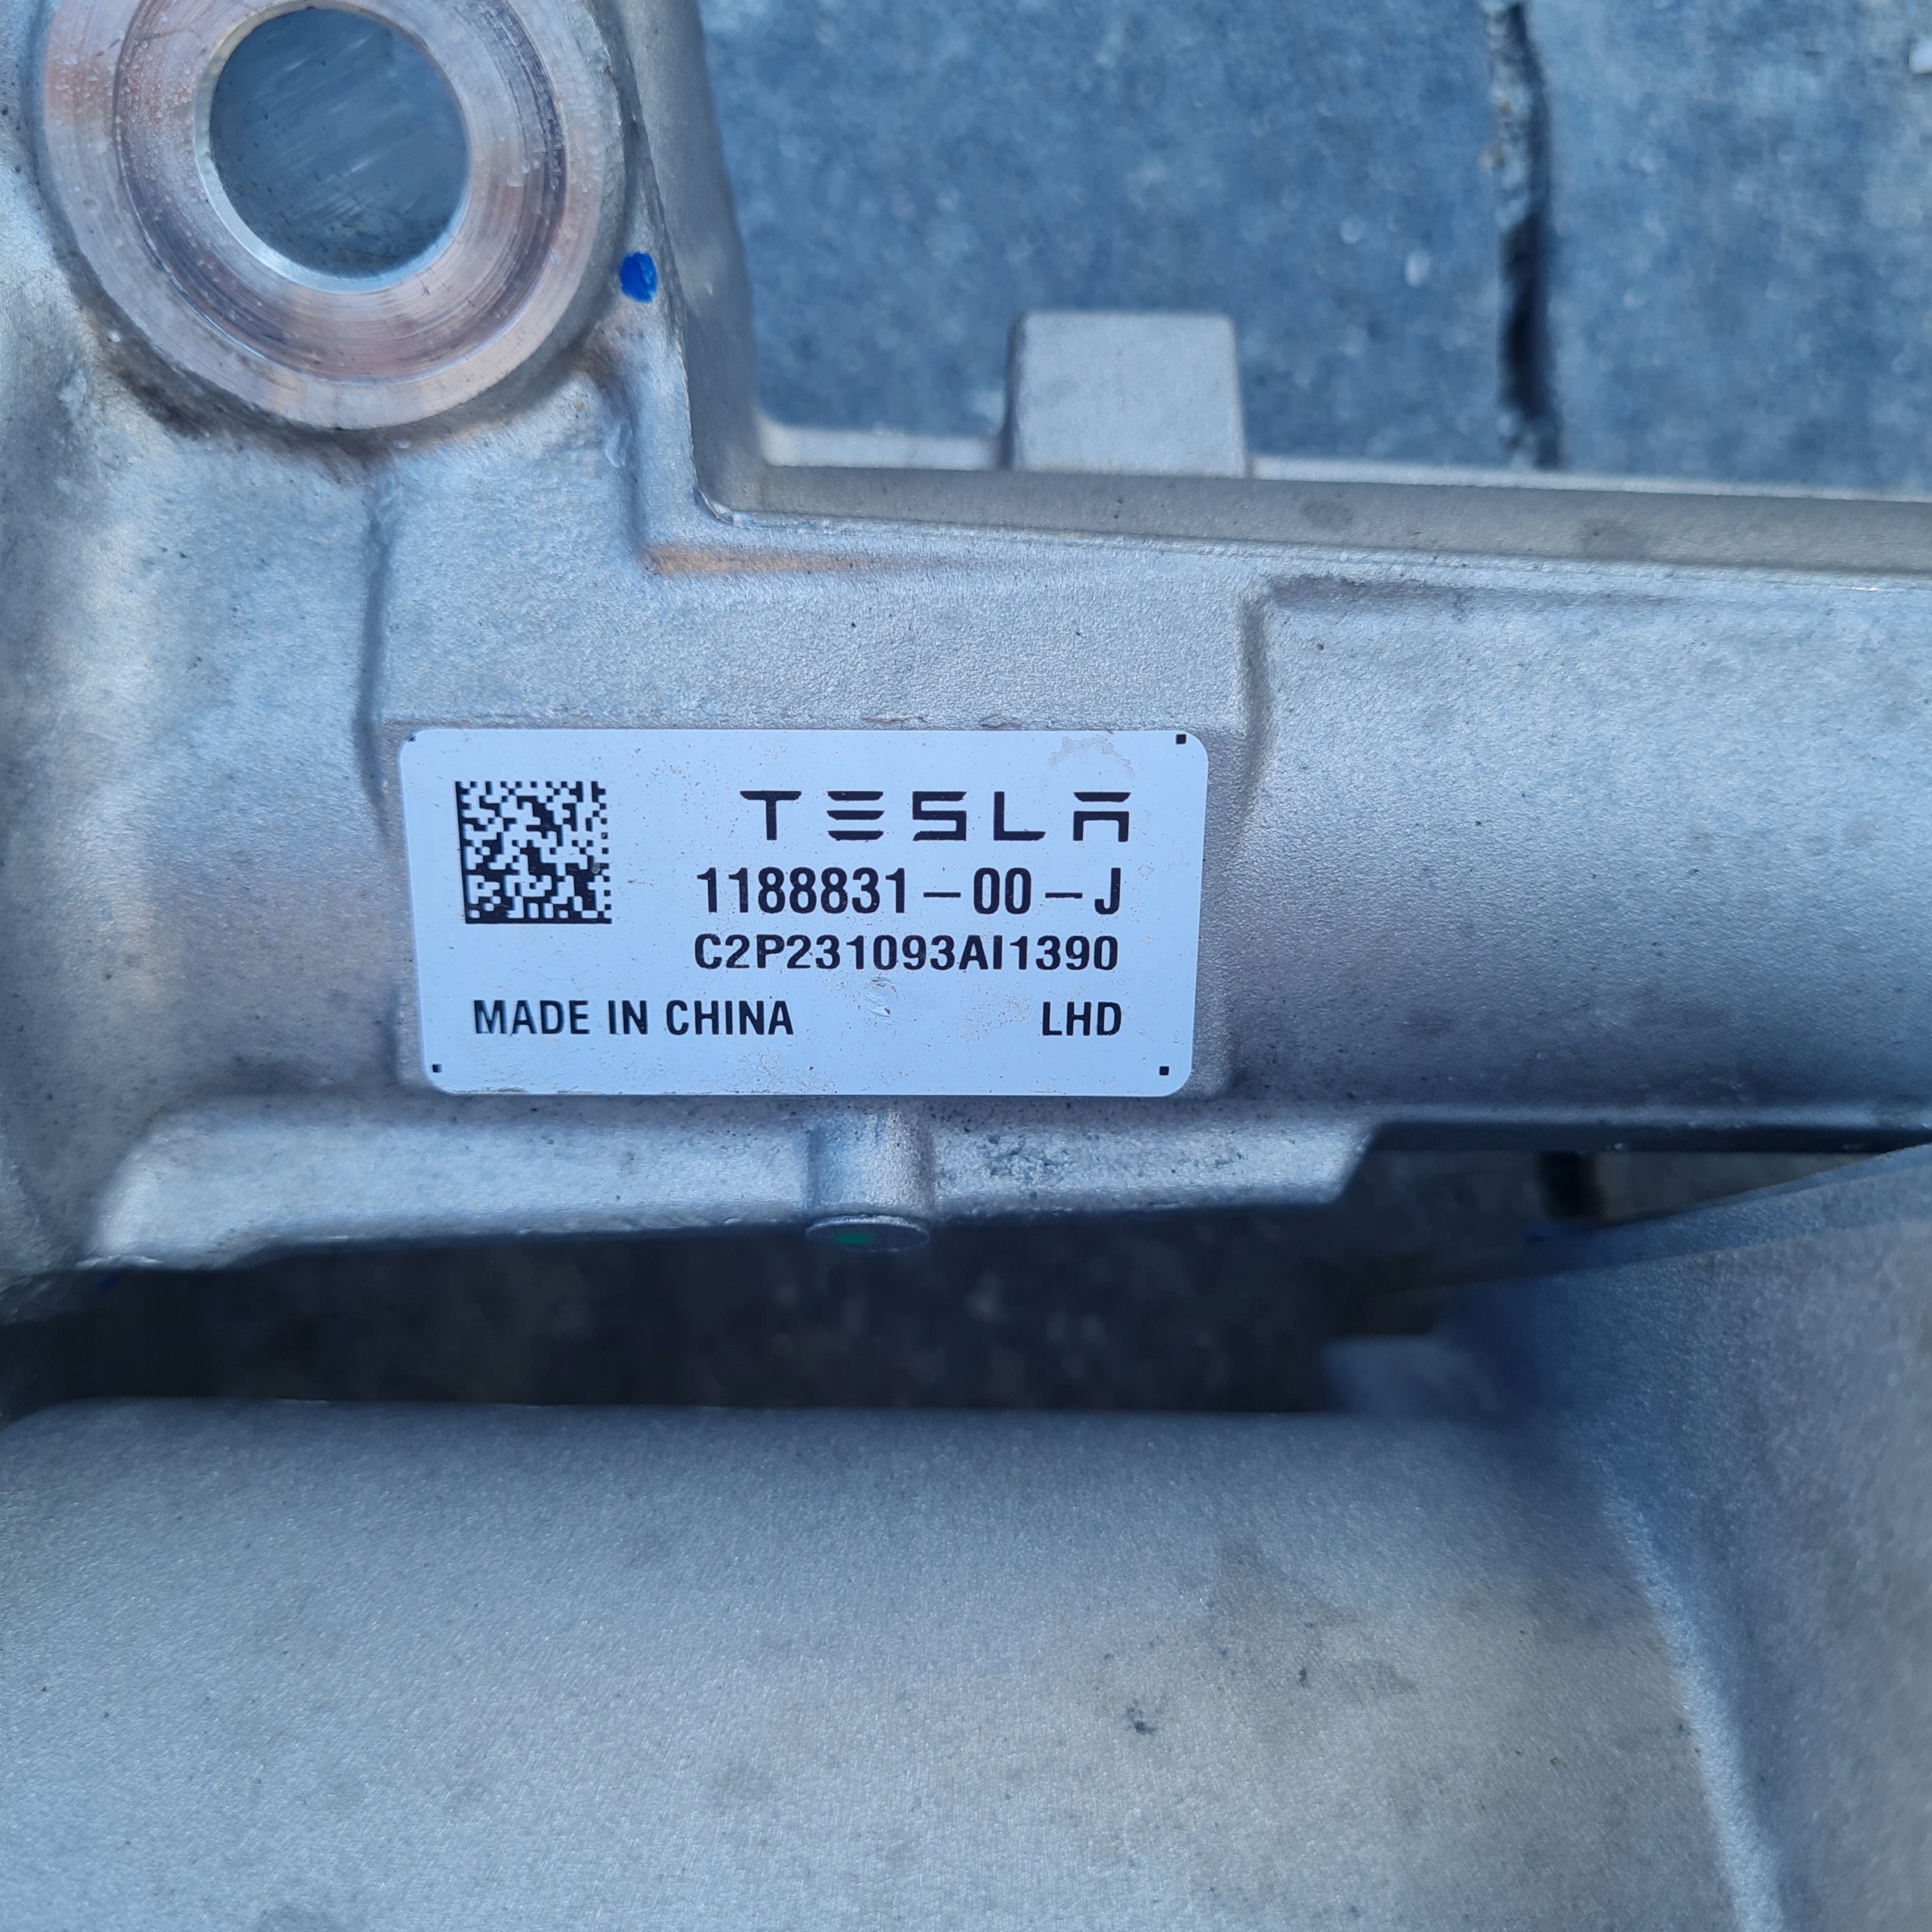 TESLA
1188831-00-J
C2P231093AI1390
MADE IN CHINA LHD